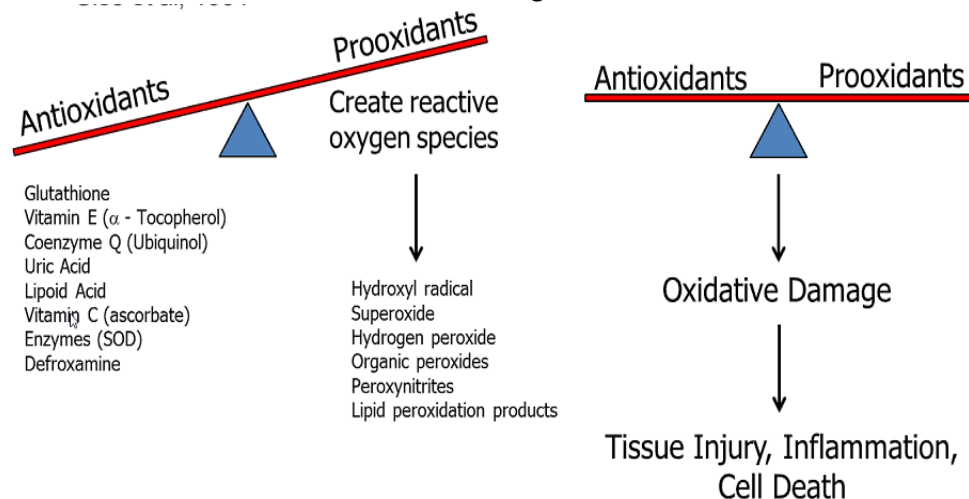 Prooxidants
Antioxidants
Create reactive
oxygen species
Glutathione
Vitamin E (α - Tocopherol)
Coenzyme Q (Ubiquinol)
Uric Acid
Lipoid Acid
Vitamin C (ascorbate)
Enzymes (SOD)
Defroxamine
Hydroxyl radical
Superoxide
Hydrogen peroxide
Organic peroxides
Peroxynitrites
Lipid peroxidation products
Antioxidants Prooxidants
Oxidative Damage
Tissue Injury, Inflammation,
Cell Death